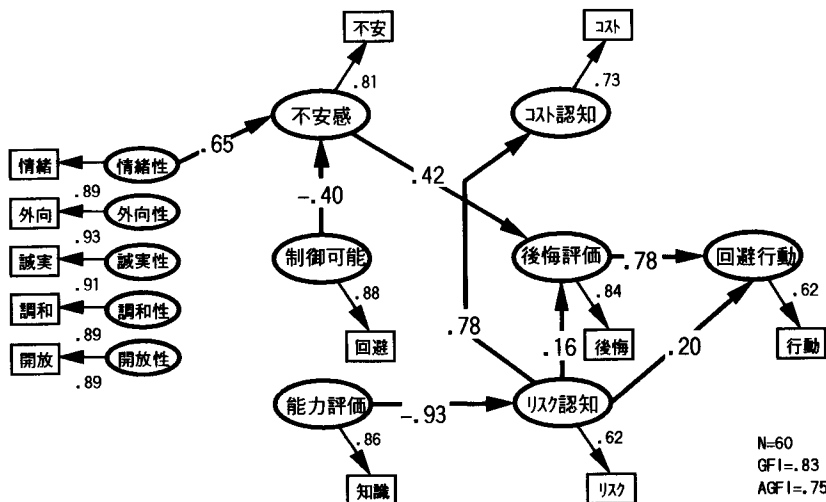 不安
コスト
.81
.73
不安感
コスト認知
.65
情緒
情緒性
.89
.42
-.40
外向
外向性
.93
誠実
誠実性
制御可能
後悔評価
.78
回避行動
.91
.88
.84
.62
調和
調和性
.89
回避
.78
.16
後悔
.20
行動
開放
開放性
.89
能力評価
-.93
リスク認知
.86
.62
知識
リスク
N=60
GFI=.83
AGFI=.75